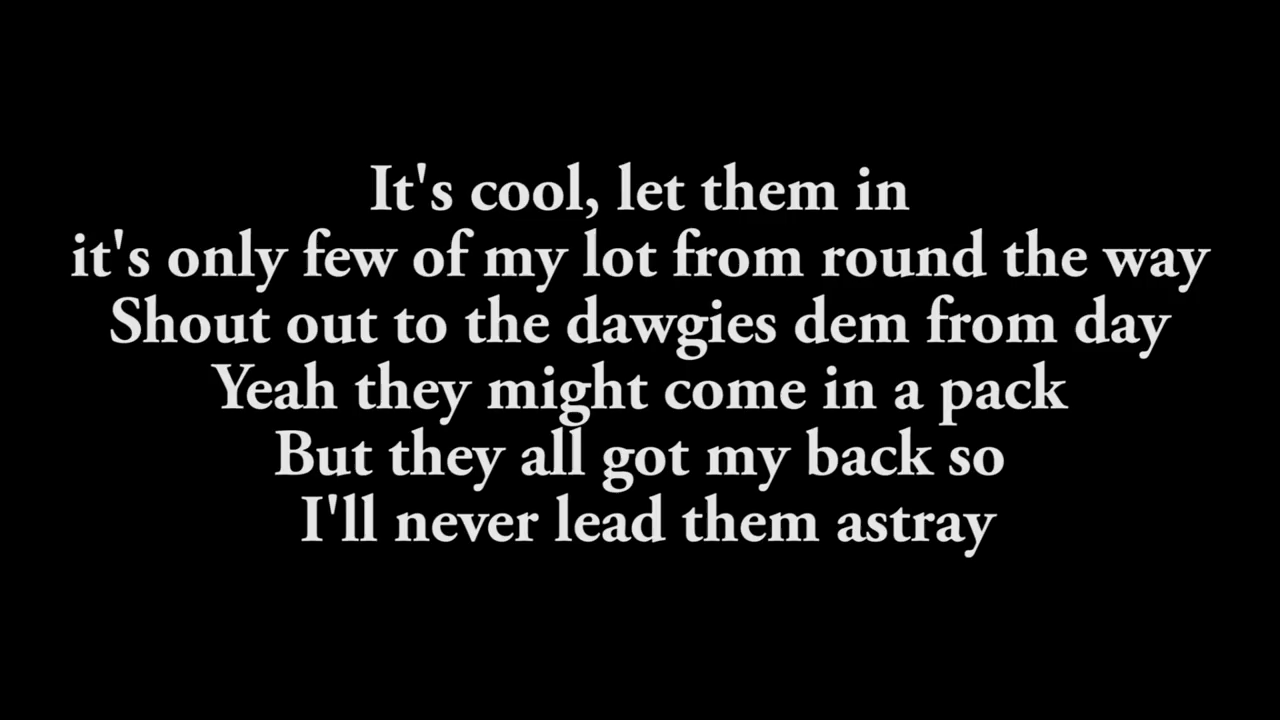 It's cool, let them in
it's only few of my lot from round the way
Shout out to the dawgies dem from day
Yeah they might come in a pack
But they all got my back so
I'll never lead them astray